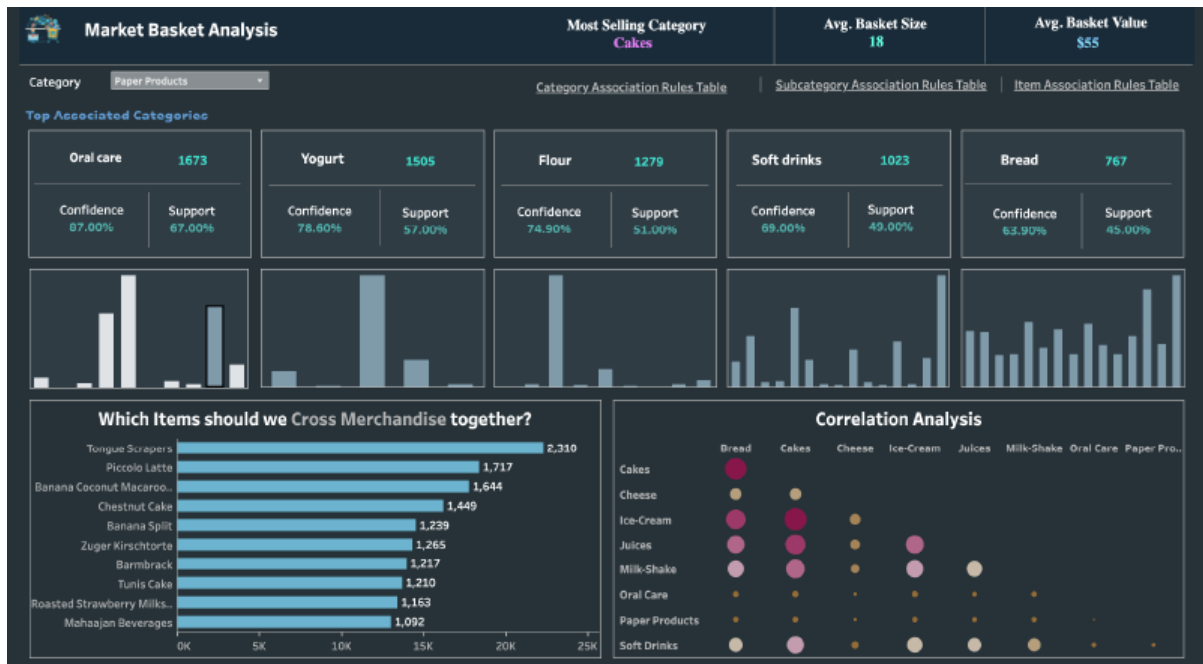 Market Basket Analysis
Most Selling Category
Cakes
Avg. Basket Size
18
Avg. Basket Value
$55
Category
Paper Products
Category Association Rules Table
Subcategory Association Rules Table
Item Association Rules Table
Top Associated Categories
Oral care 1673
Confidence Support
87.00% 67.00%
Yogurt 1505
Confidence Support
78.60% 57.00%
Flour 1279
Confidence Support
74.90% 51.00%
Soft drinks 1023
Confidence Support
69.00% 49.00%
Bread 767
Confidence Support
63.90% 45.00%
Which Items should we Cross Merchandise together?
Tongue Scrapers 2,310
Piccolo Latte 1,717
Banana Coconut Macaroo.. 1,644
Chestnut Cake 1,449
Banana Split 1,239
Zuger Kirschtorte 1,265
Barmbrack 1,217
Tunis Cake 1,210
Roasted Strawberry Milks.. 1,163
Mahaajan Beverages 1,092
0K 5K 10K 15K 20K 25K
Correlation Analysis
Bread Cakes Cheese Ice-Cream Juices Milk-Shake Oral Care Paper Pro..
Cakes
Cheese
Ice-Cream
Juices
Milk-Shake
Oral Care
Paper Products
Soft Drinks